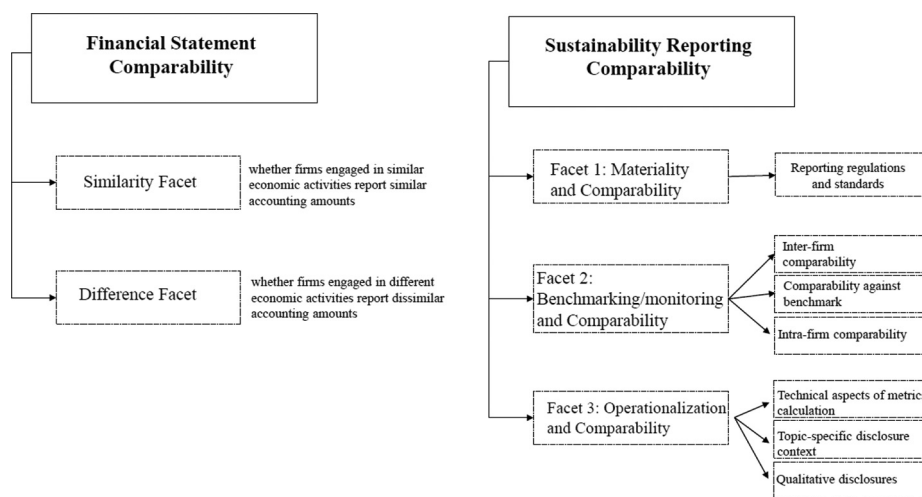 Financial Statement
Comparability
Similarity Facet
whether firms engaged in similar
economic activities report similar
accounting amounts
Difference Facet
whether firms engaged in different
economic activities report dissimilar
accounting amounts
Sustainability Reporting
Comparability
Facet 1: Materiality
and Comparability
Reporting regulations
and standards
Facet 2:
Benchmarking/monitoring
and Comparability
Inter-firm
comparability
Comparability against
benchmark
Intra-firm comparability
Facet 3: Operationalization
and Comparability
Technical aspects of metrics
calculation
Topic-specific disclosure
context
Qualitative disclosures